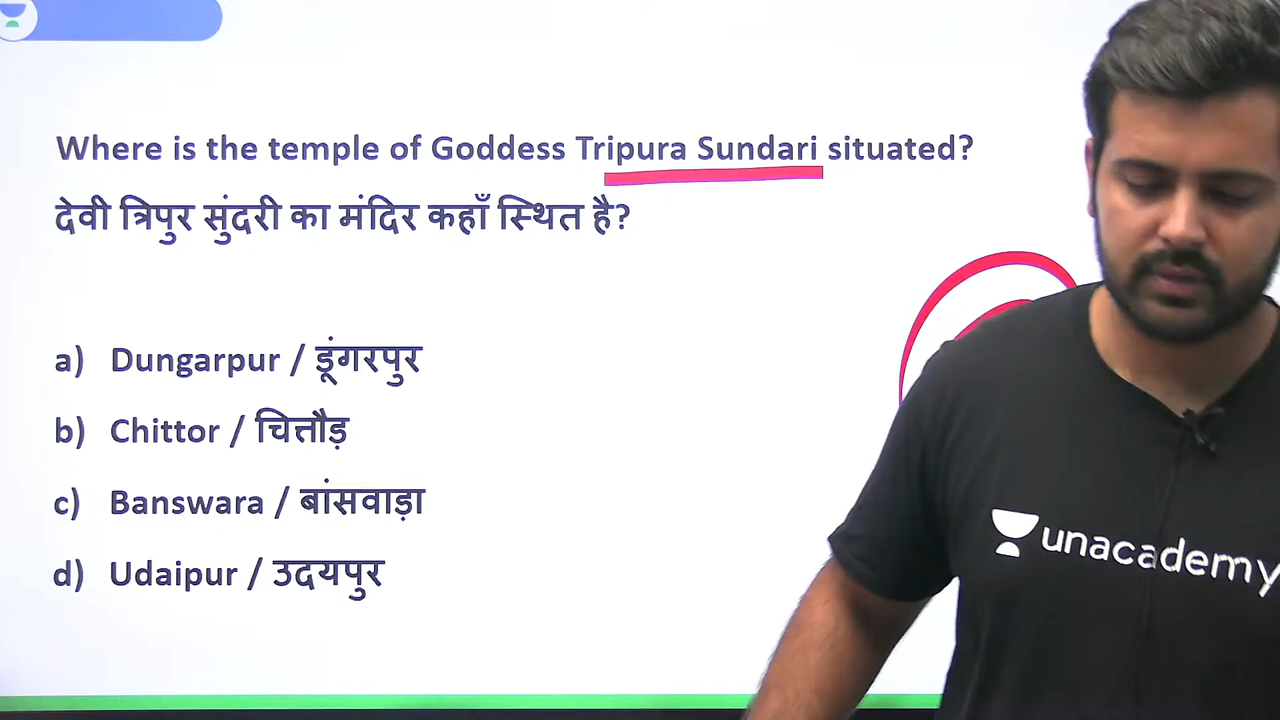 Where is the temple of Goddess Tripura Sundari situated?
देवी त्रिपुर सुंदरी का मंदिर कहाँ स्थित है?
a) Dungarpur / डूंगरपुर
b) Chittor / चित्तौड़
c) Banswara / बांसवाड़ा
d) Udaipur / उदयपुर
unacademy